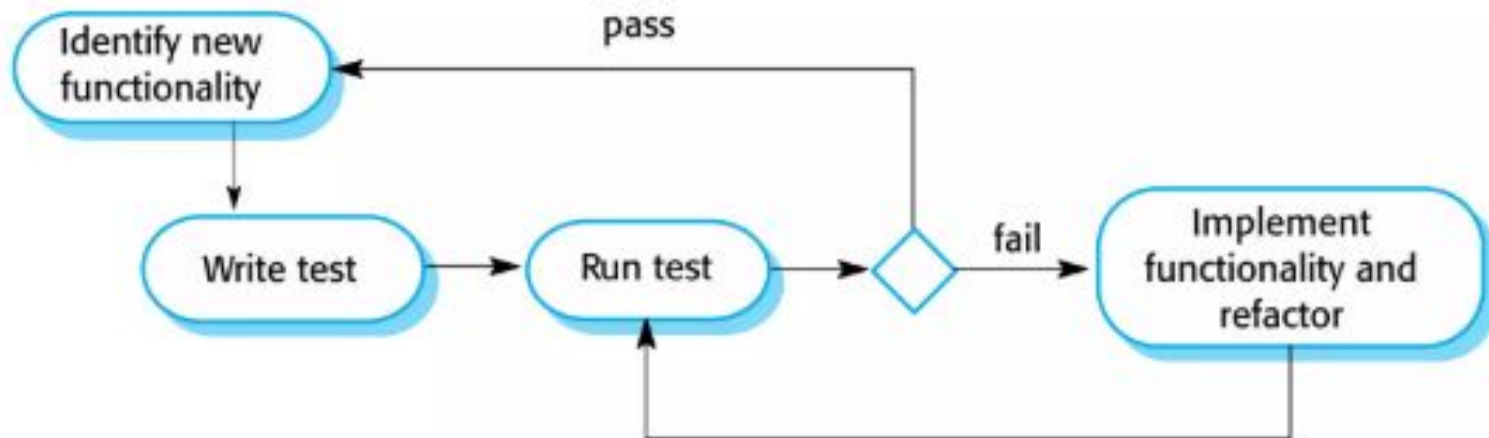 pass
Identify new
functionality
Write test
Run test
fail
Implement
functionality and
refactor